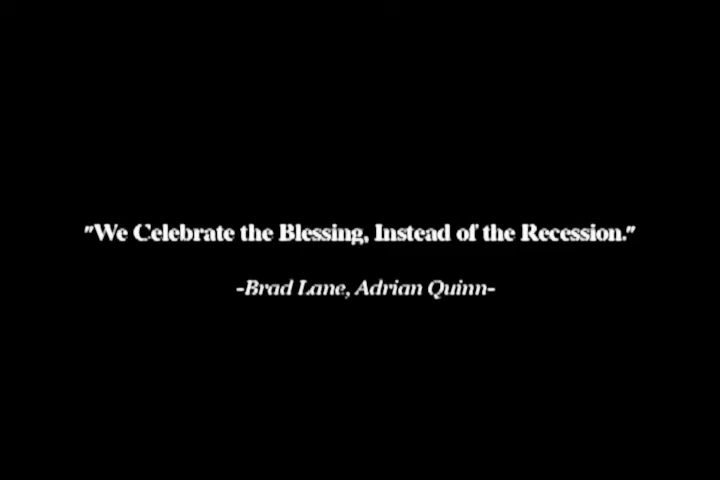 "We Celebrate the Blessing, Instead of the Recession."
-Brad Lane, Adrian Quinn-